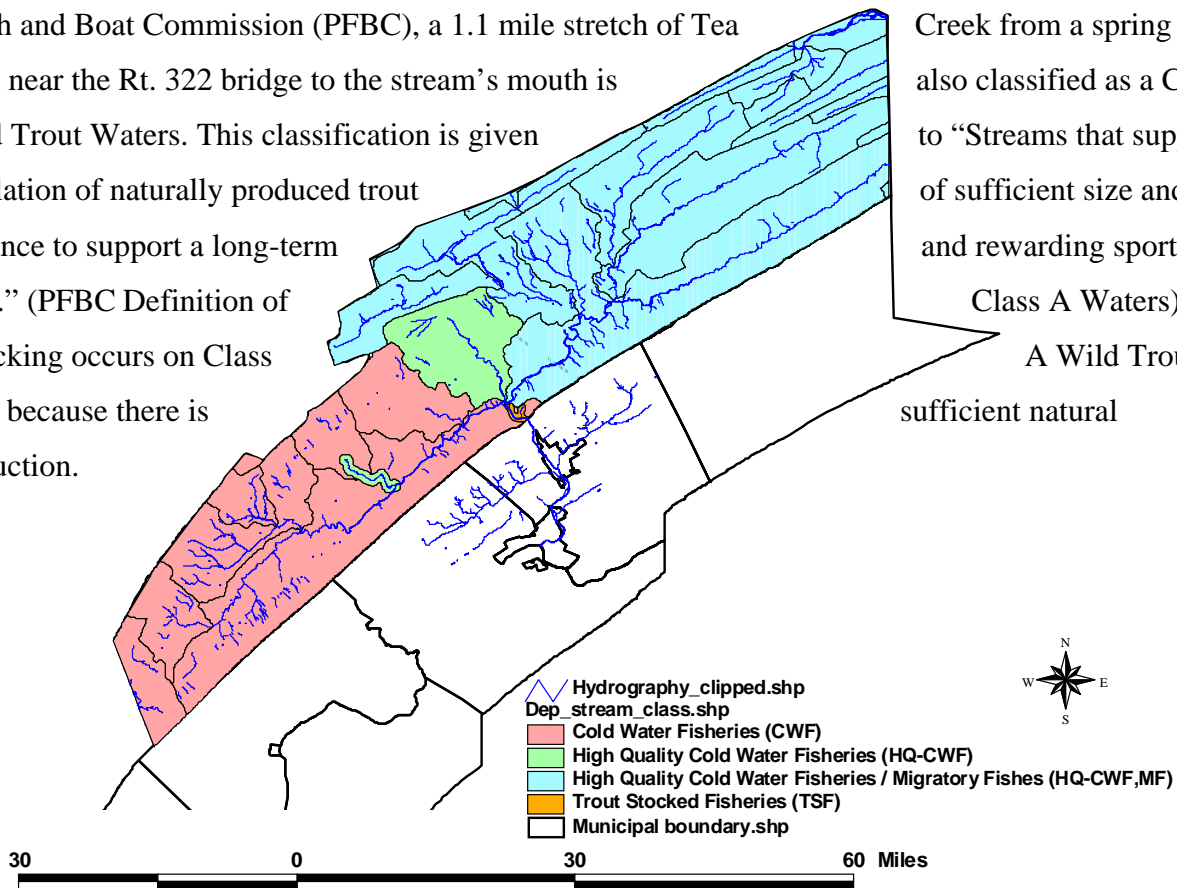 h and Boat Commission (PFBC), a 1.1 mile stretch of Tea Creek from a spring
near the Rt. 322 bridge to the stream’s mouth is also classified as a C
d Trout Waters. This classification is given to “Streams that supp
lation of naturally produced trout of sufficient size and
ance to support a long-term and rewarding sport
.” (PFBC Definition of Class A Waters)
cking occurs on Class A Wild Trou
because there is sufficient natural
uction.
N
W E
S
Hydrography_clipped.shp
Dep_stream_class.shp
Cold Water Fisheries (CWF)
High Quality Cold Water Fisheries (HQ-CWF)
High Quality Cold Water Fisheries / Migratory Fishes (HQ-CWF,MF)
Trout Stocked Fisheries (TSF)
Municipal boundary.shp
30 0 30 60 Miles